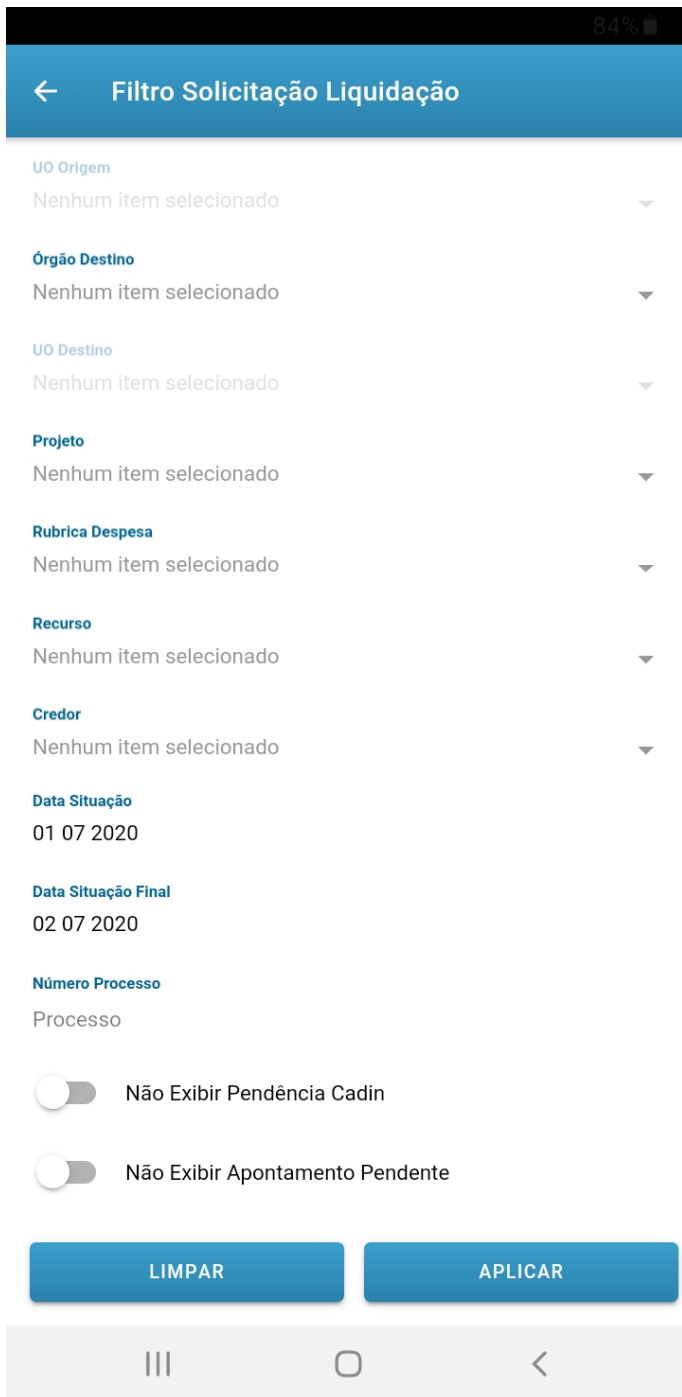 84%
Filtro Solicitação Liquidação
UO Origem
Nenhum item selecionado
Órgão Destino
Nenhum item selecionado
UO Destino
Nenhum item selecionado
Projeto
Nenhum item selecionado
Rubrica Despesa
Nenhum item selecionado
Recurso
Nenhum item selecionado
Credor
Nenhum item selecionado
Data Situação
01 07 2020
Data Situação Final
02 07 2020
Número Processo
Processo
Não Exibir Pendência Cadin
Não Exibir Apontamento Pendente
LIMPAR
APLICAR